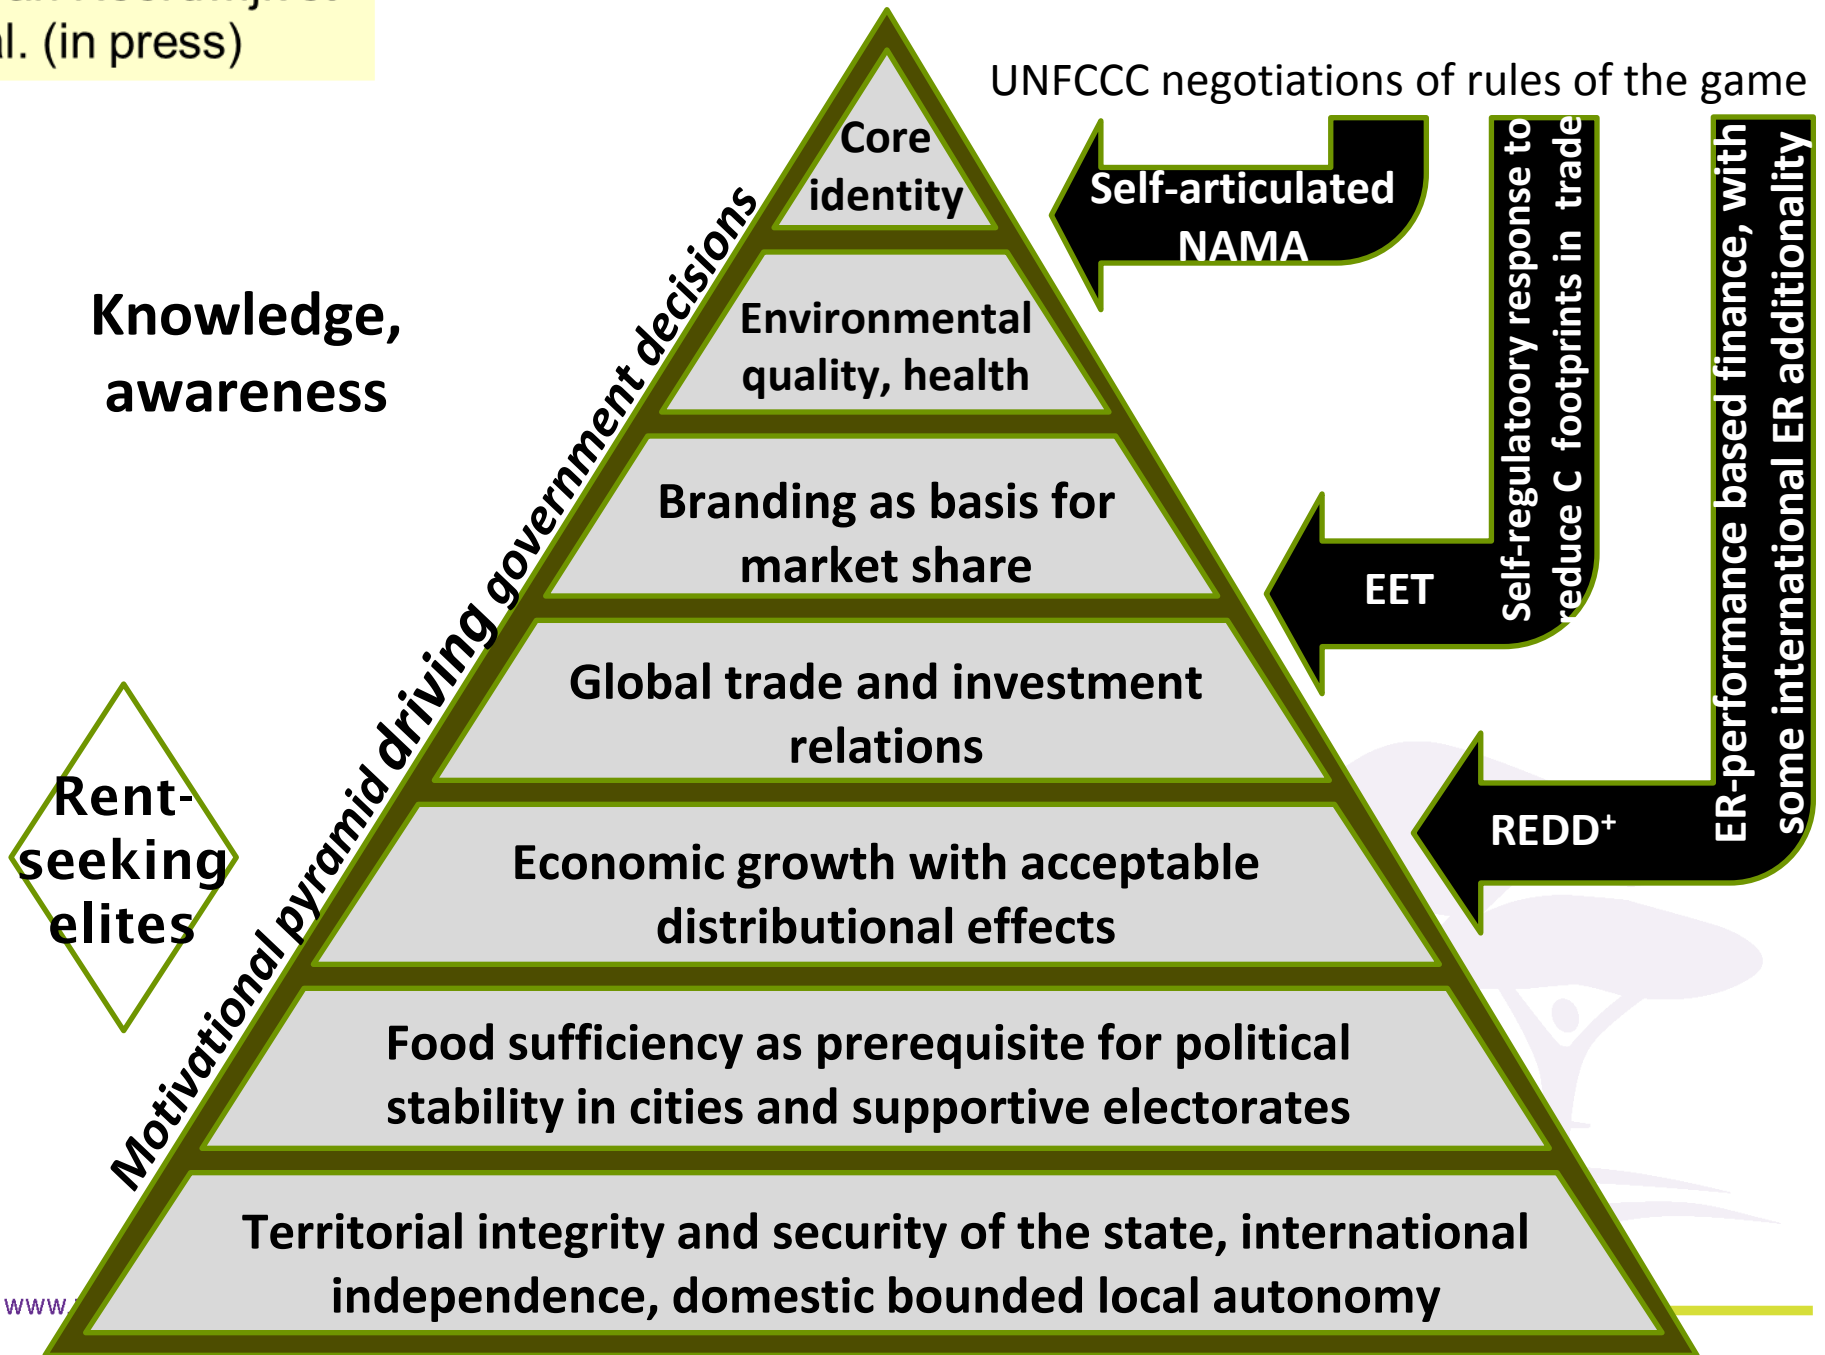 al. (in press)
UNFCCC negotiations of rules of the game
Core
identity
Self-articulated
NAMA
Self-regulatoory response to
reduce C footprints in trade
ER-performance based finance, with
some international ER additionality
Knowledge,
awareness
Motivational pyramid driving government decisions
Environmental
quality, health
Branding as basis for
market share
EET
Global trade and investment
relations
Rent-
seeking
elites
REDD+
Economic growth with acceptable
distributional effects
Food sufficiency as prerequisite for political
stability in cities and supportive electorates
Territorial integrity and security of the state, international
independence, domestic bounded local autonomy
www.